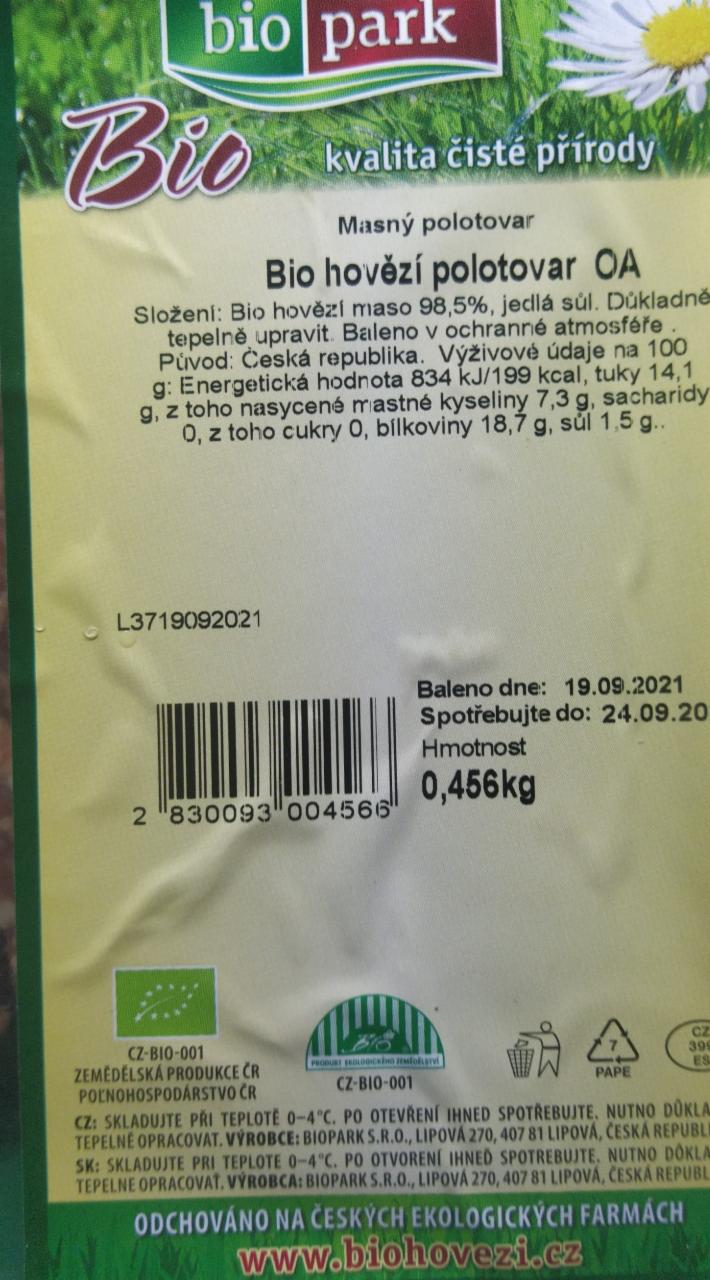 bio park
Bio kvalita čisté přírody
Masný polotovar
Bio hovězí polotovar OA
Složení: Bio hovězí maso 98,5%, jedlá sůl. Důkladně
tepelně upravit. Baleno v ochranné atmosféře .
Původ: Česká republika. Výživové údaje na 100
g: Energetická hodnota 834 kJ/199 kcal, tuky 14,1
g, z toho nasycené mastné kyseliny 7,3 g, sacharidy
0, z toho cukry 0, bílkoviny 18,7 g, sůl 1,5 g..
L3719092021
Baleno dne: 19.09.2021
Spotřebujte do: 24.09.20
Hmotnost
0,456kg
2 830093 004566
CZ-BIO-001
ZEMĚDĚLSKÁ PRODUKCE ČR
POĽNOHOSPODÁRSTVO ČR
BIO
PRODUKT EKOLOGICKÉHO ZEMĚDĚLSTVÍ
CZ-BIO-001
7
PAPE
CZ
399
ES
CZ: SKLADUJTE PŘI TEPLOTĚ 0–4°C. PO OTEVŘENÍ IHNED SPOTŘEBUJTE. NUTNO DŮKLA
TEPELNĚ OPRACOVAT. VÝROBCE: BIOPARK S.R.O., LIPOVÁ 270, 407 81 LIPOVÁ, ČESKÁ REPUBLI
SK: SKLADUJTE PRI TEPLOTE 0–4°C. PO OTVORENÍ IHNEĎ SPOTREBUJTE. NUTNO DÔKLA
TEPELNE OPRACOVAŤ. VÝROBCA: BIOPARK S.R.O., LIPOVÁ 270, 407 81 LIPOVÁ, ČESKÁ REPUBL
ODCHOVÁNO NA ČESKÝCH EKOLOGICKÝCH FARMÁCH
www.biohovezi.cz